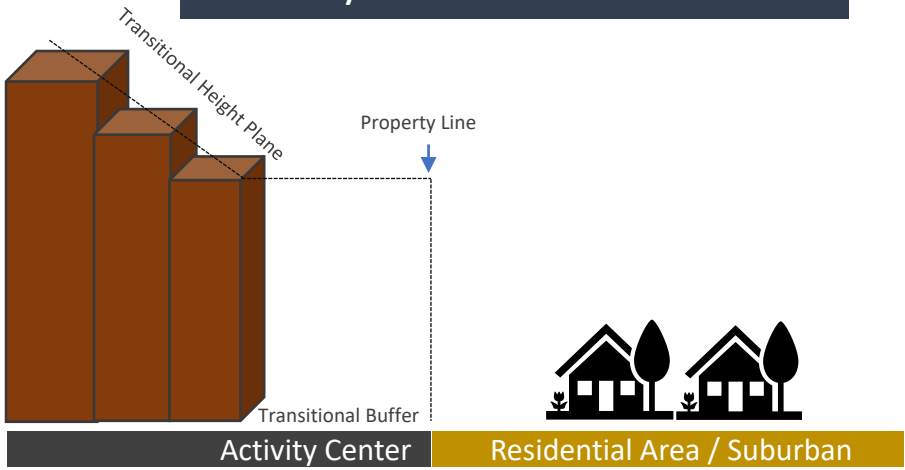 Transitional Height Plane
Property Line
Transitional Buffer
Activity Center
Residential Area / Suburban